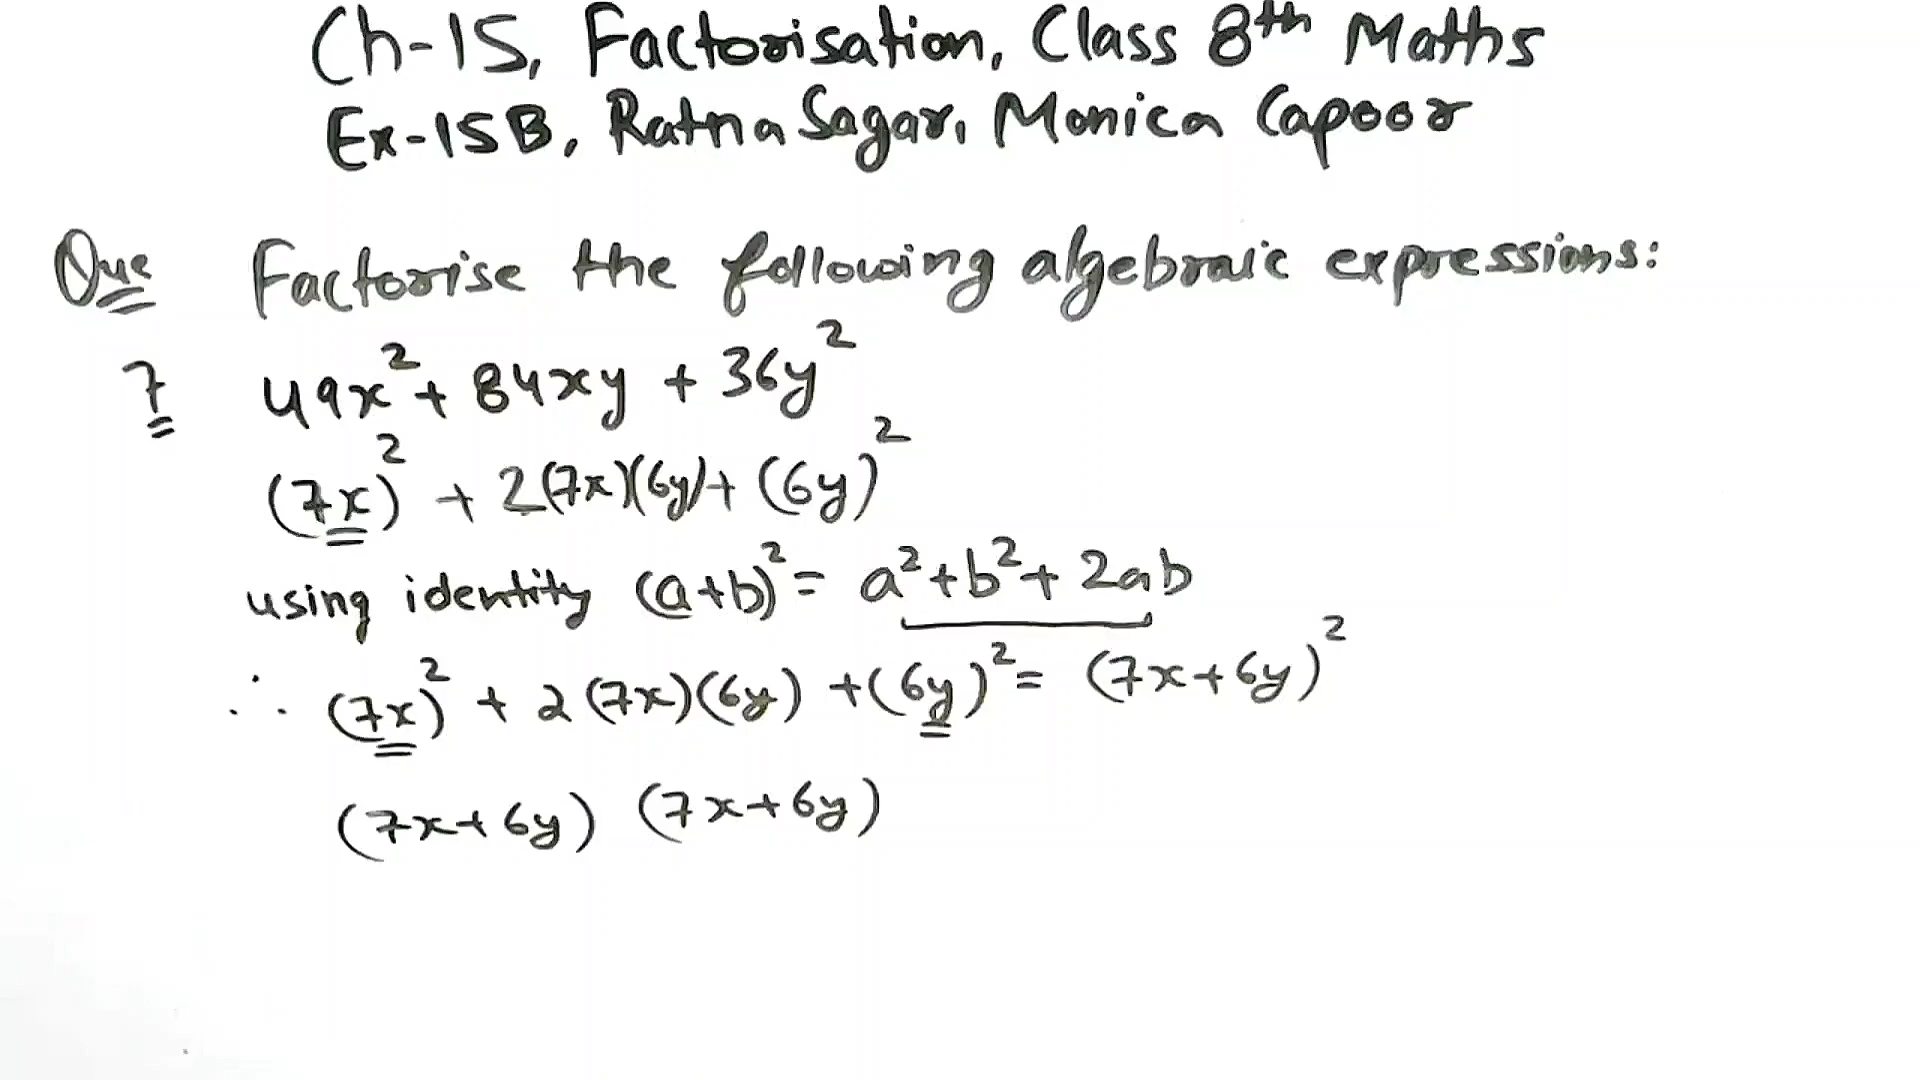 Ch-15, Factorisation, Class 8th Maths
Ex-15B, Ratna Sagar, Monica Capoor
Que Factorise the following algebraic expressions:
7 49x² + 84xy + 36y²
(7x)² + 2(7x)(6y) + (6y)²
using identity (a+b)² = a² + b² + 2ab
∴ (7x)² + 2(7x)(6y) + (6y)² = (7x+6y)²
(7x+6y) (7x+6y)